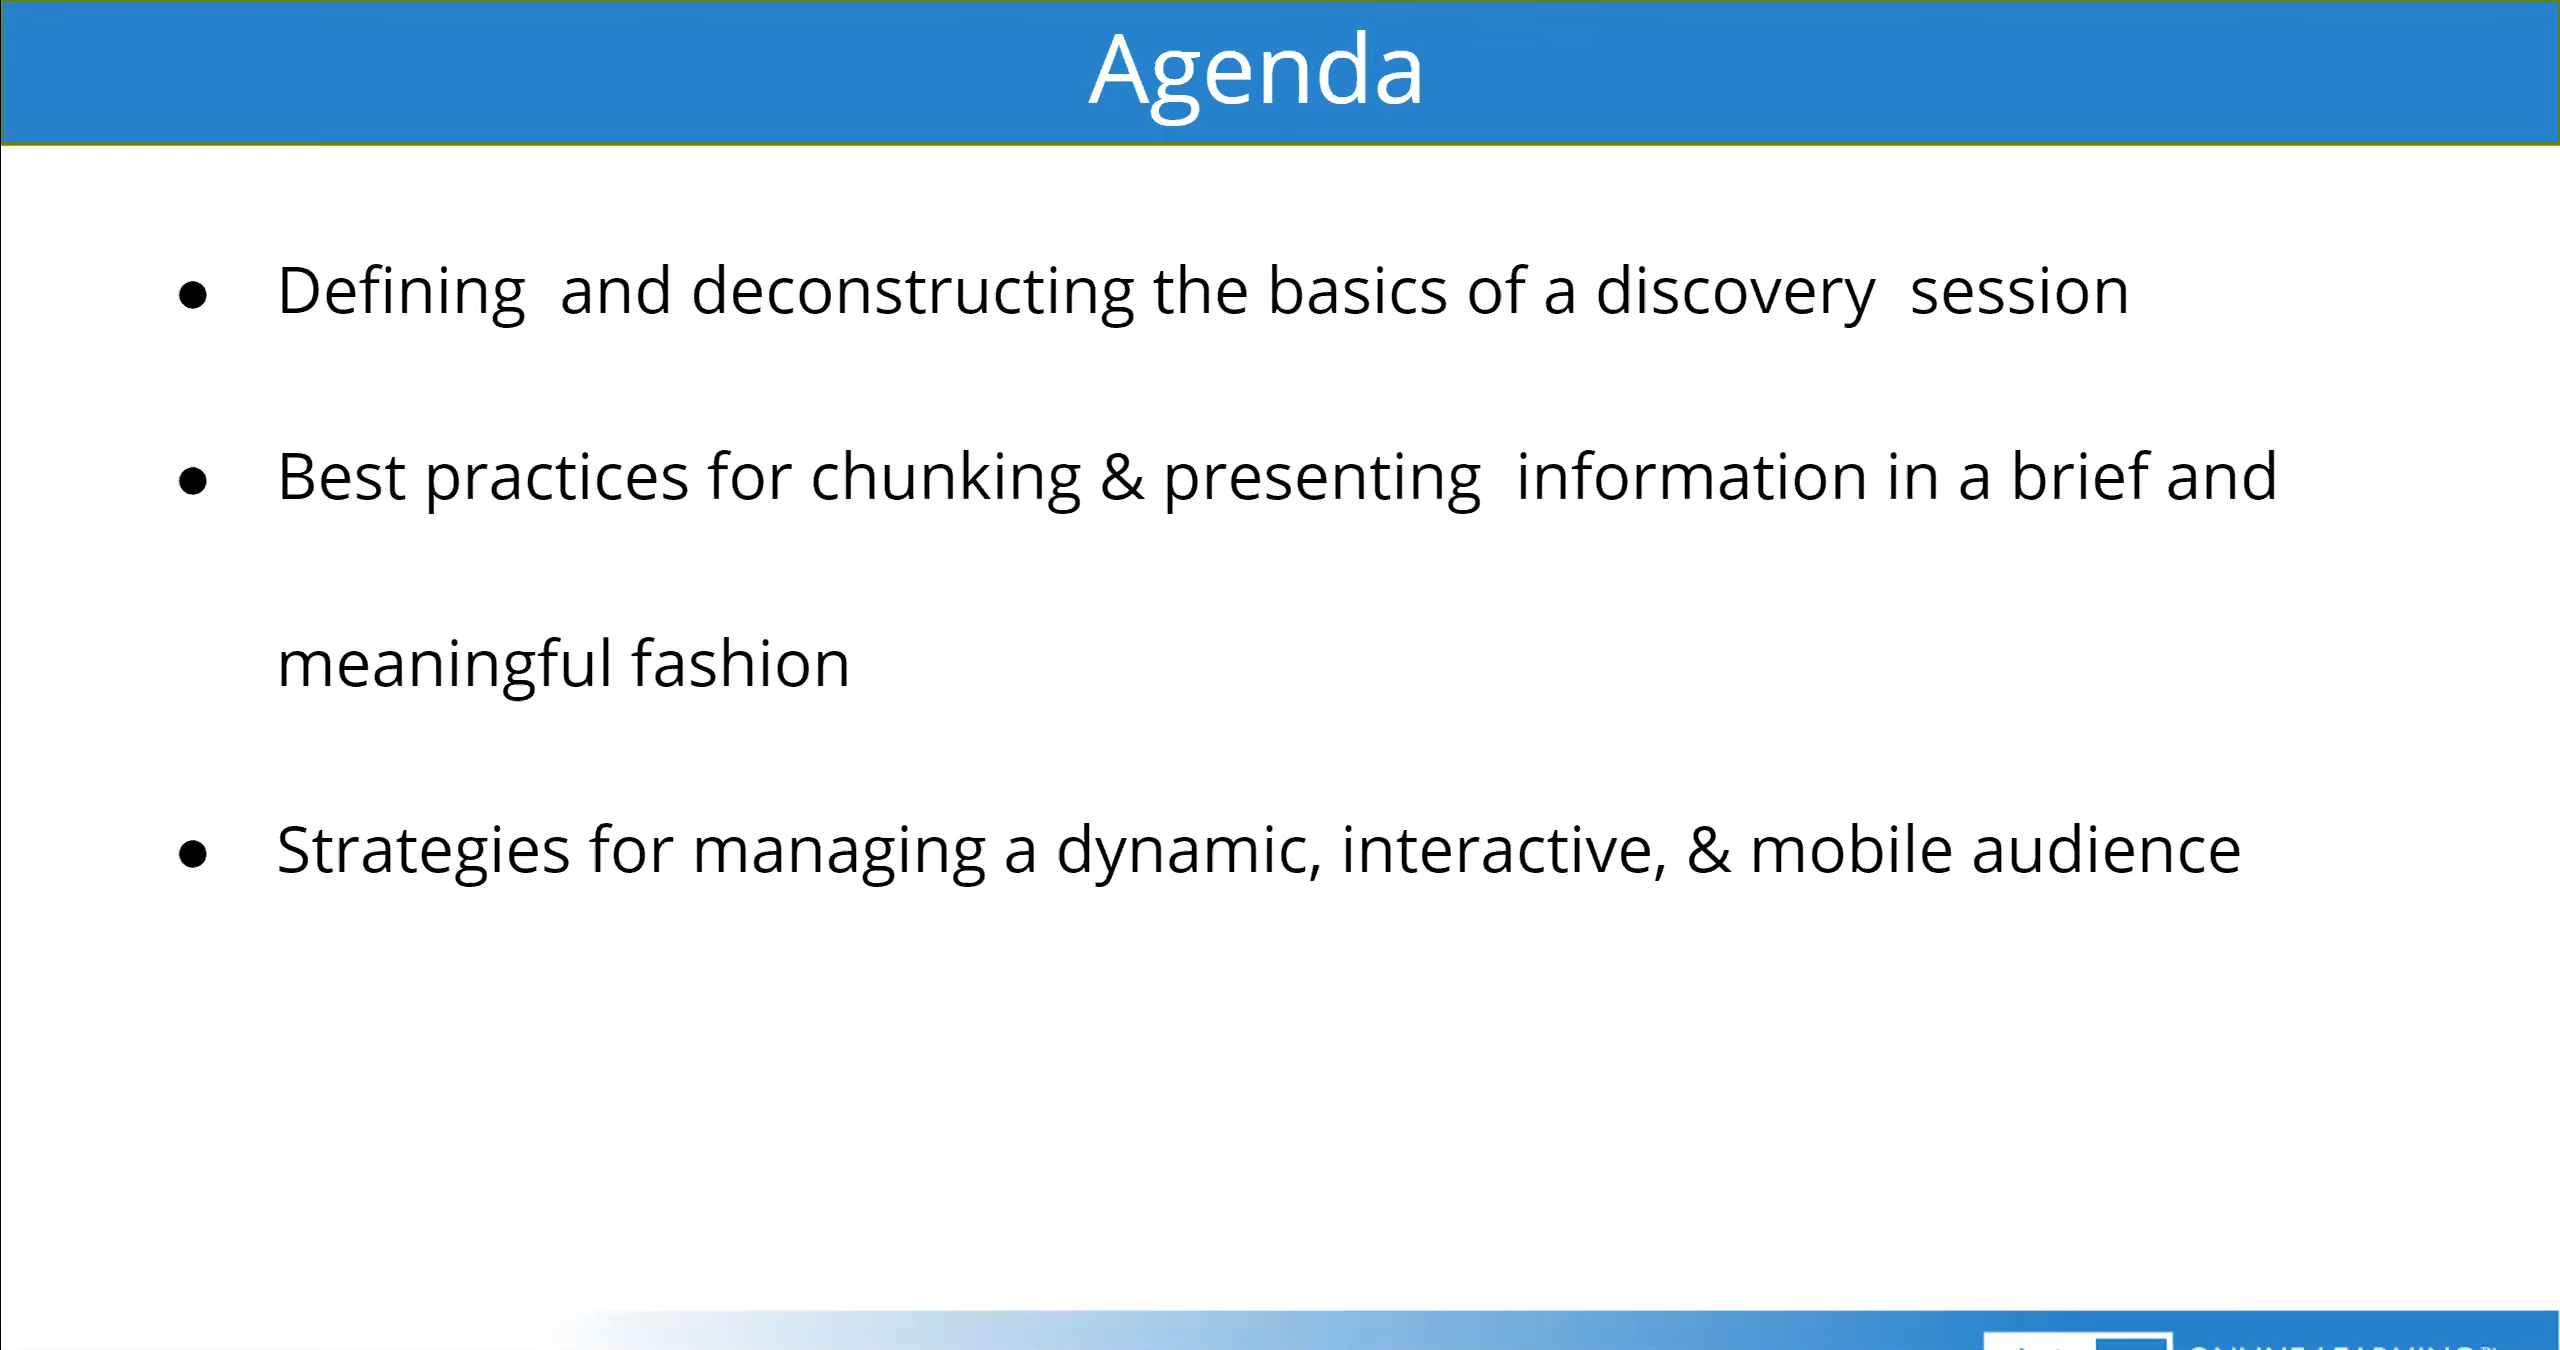 Agenda
● Defining  and deconstructing the basics of a discovery  session
● Best practices for chunking & presenting  information in a brief and
meaningful fashion
● Strategies for managing a dynamic, interactive, & mobile audience